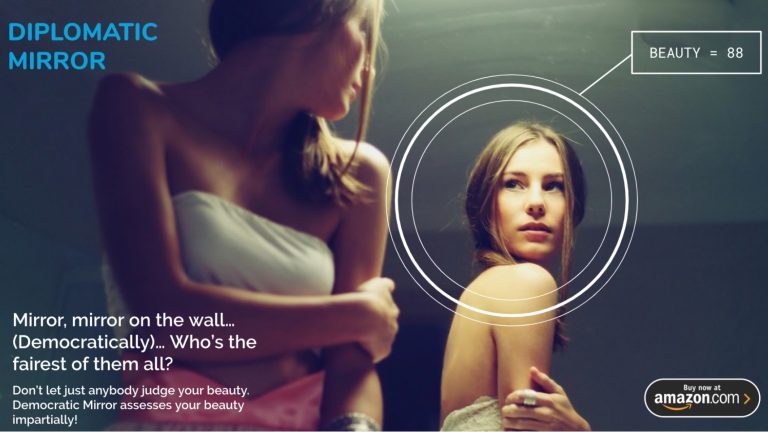 DIPLOMATIC
MIRROR
BEAUTY = 88
Mirror, mirror on the wall...
(Democratically)... Who's the
fairest of them all?
Don't let just anybody judge your beauty.
Democratic Mirror assesses your beauty
impartially!
Buy now at
amazon.com